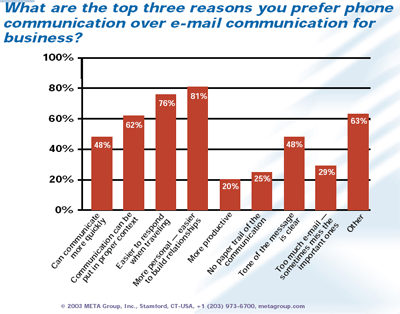 What are the top three reasons you prefer phone
communication over e-mail communication for
business?
100%
80%
60%
40%
20%
0%
48%
62%
76%
81%
20%
25%
48%
29%
63%
Can communicate
more quickly
Communication can be
put in proper context
Easier to respond
when travelling
More personal — easier
to build relationships
More productive
No paper trail of the
communication
Tone of the message
is clear
Too much e-mail —
sometimes miss the
important ones
Other
© 2003 META Group, Inc., Stamford, CT-USA, +1 (203) 973-6700, metagroup.com